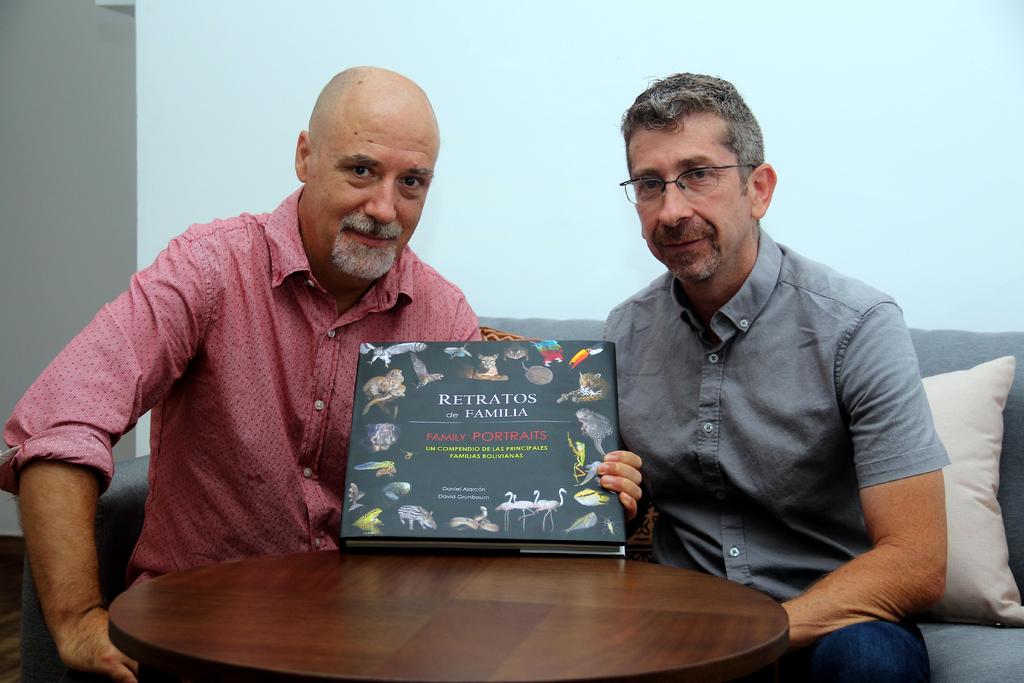 RETRATOS
de FAMILIA
FAMILY PORTRAITS
UN COMPENDIO DE LAS PRINCIPALES
FAMILIAS BOLIVIANAS
Daniel Alarcón
David Grunbaum